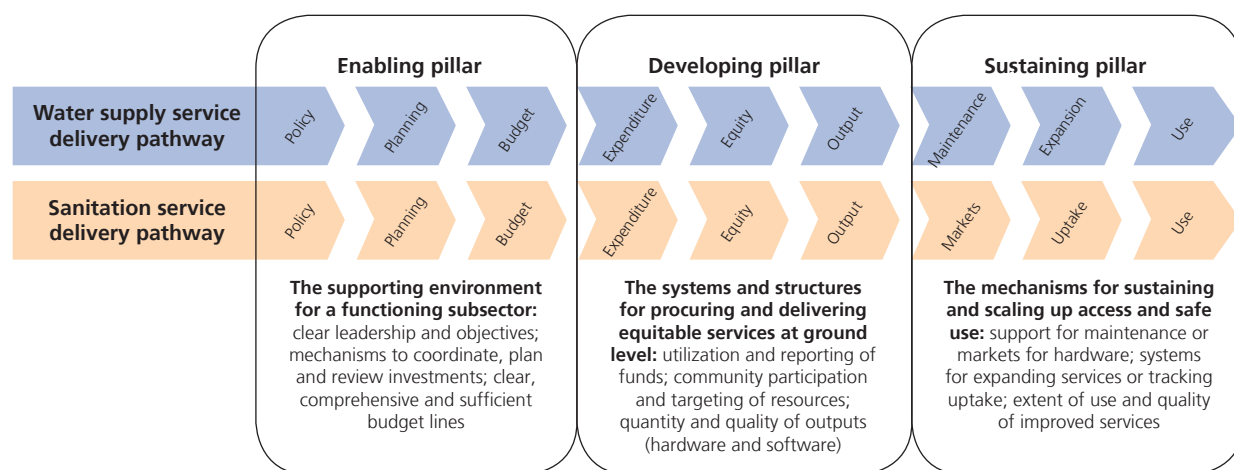 Enabling pillar
Developing pillar
Sustaining pillar
Water supply service
delivery pathway
Policy
Planning
Budget
Expenditure
Equity
Output
Maintenance
Expansion
Use
Sanitation service
delivery pathway
Policy
Planning
Budget
Expenditure
Equity
Output
Markets
Uptake
Use
The supporting environment
for a functioning subsector:
clear leadership and objectives;
mechanisms to coordinate, plan
and review investments; clear,
comprehensive and sufficient
budget lines
The systems and structures
for procuring and delivering
equitable services at ground
level: utilization and reporting of
funds; community participation
and targeting of resources;
quantity and quality of outputs
(hardware and software)
The mechanisms for sustaining
and scaling up access and safe
use: support for maintenance or
markets for hardware; systems
for expanding services or tracking
uptake; extent of use and quality
of improved services